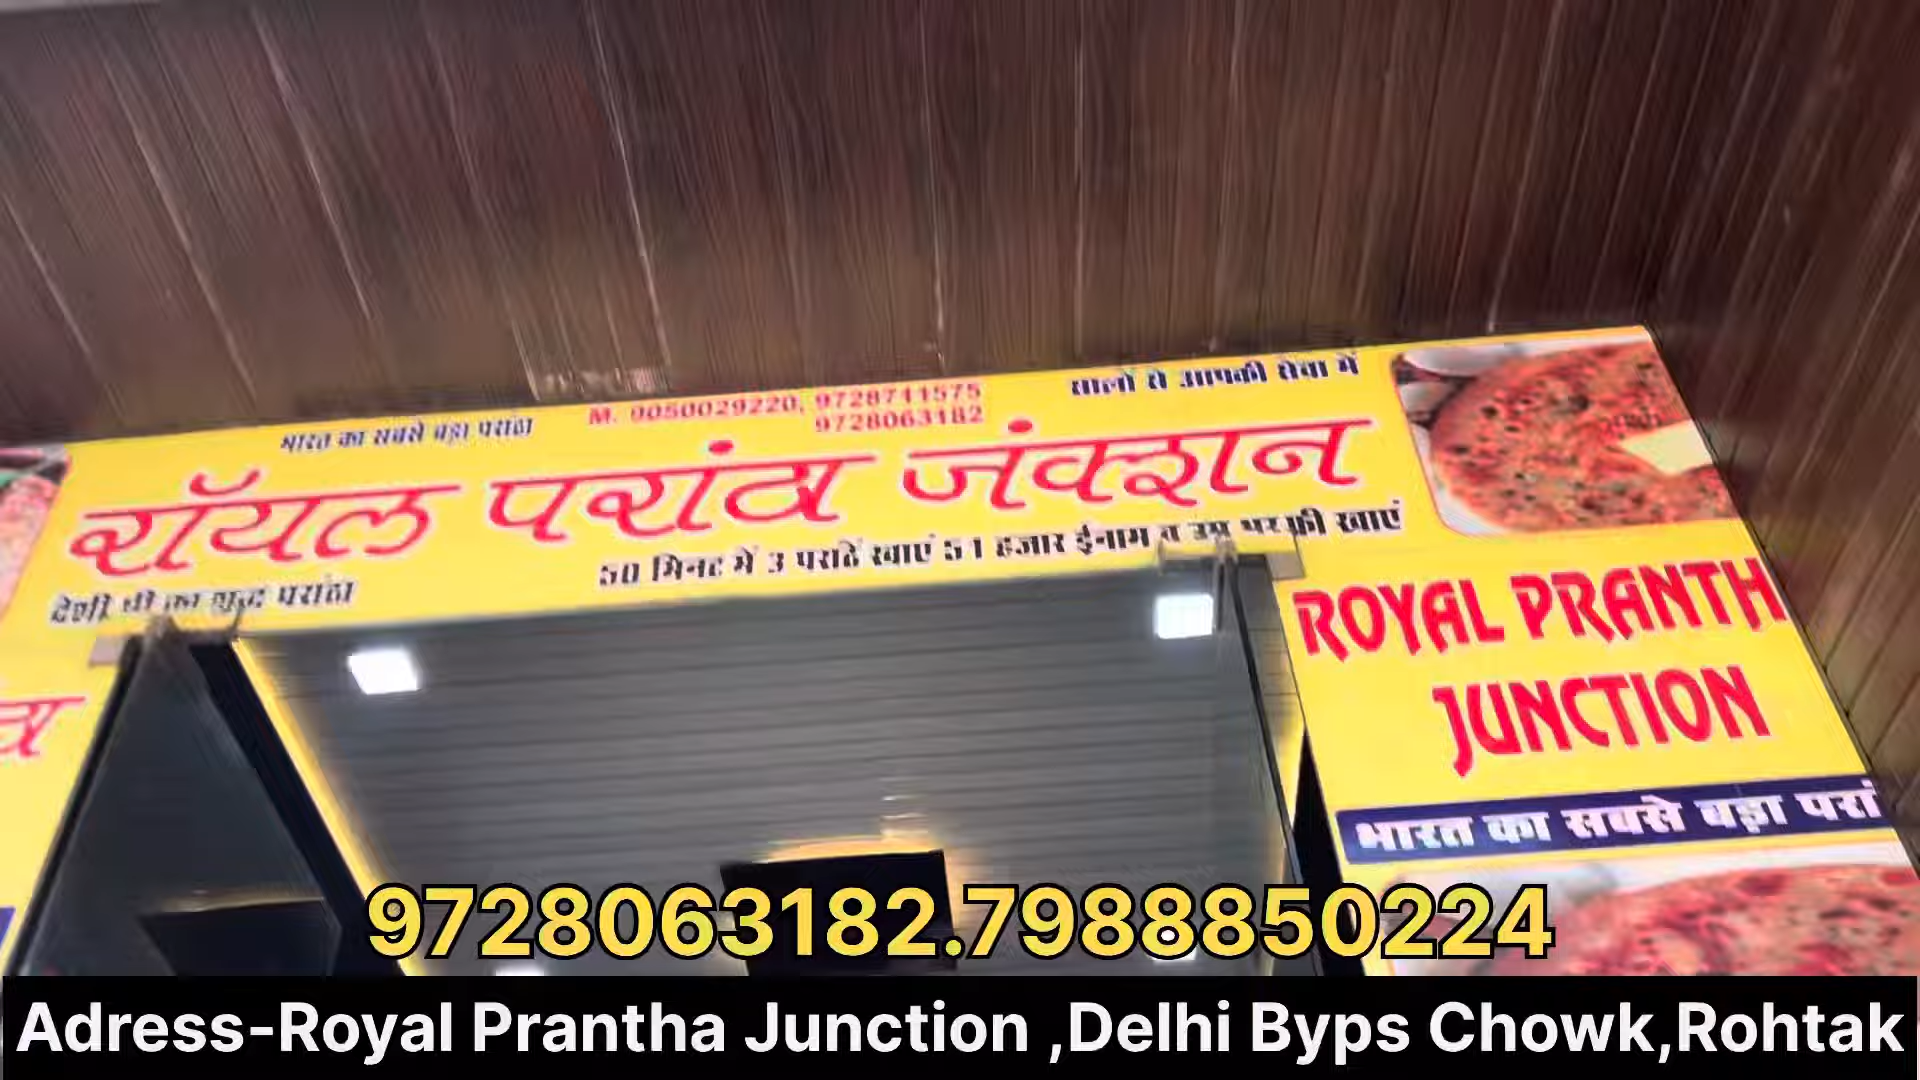 भारत का सबसे बड़ा परांठा
M. 9050029220, 9728711575
9728063182
सालों से आपकी सेवा में
रॉयल परांठा जंक्शन
देशी घी का शुद्ध परांठा
50 मिनट में 3 परांठें खाएं 51 हजार ईनाम व उम्र भर फ्री खाएं
ROYAL PRANTH
JUNCTION
भारत का सबसे बड़ा परां
9728063182.7988850224
Adress-Royal Prantha Junction ,Delhi Byps Chowk,Rohtak